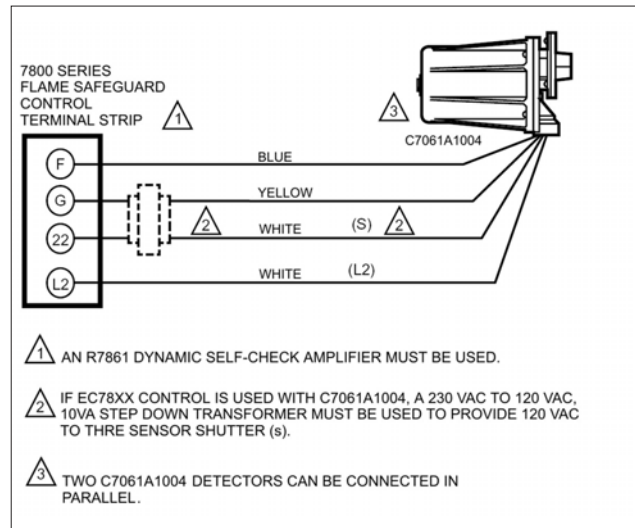 7800 SERIES
FLAME SAFEGUARD
CONTROL
TERMINAL STRIP
1
3
C7061A1004
F
BLUE
G
YELLOW
2
22
WHITE
(S)
2
L2
WHITE
(L2)
1 AN R7861 DYNAMIC SELF-CHECK AMPLIFIER MUST BE USED.
2 IF EC78XX CONTROL IS USED WITH C7061A1004, A 230 VAC TO 120 VAC,
10VA STEP DOWN TRANSFORMER MUST BE USED TO PROVIDE 120 VAC
TO THRE SENSOR SHUTTER (s).
3 TWO C7061A1004 DETECTORS CAN BE CONNECTED IN
PARALLEL.